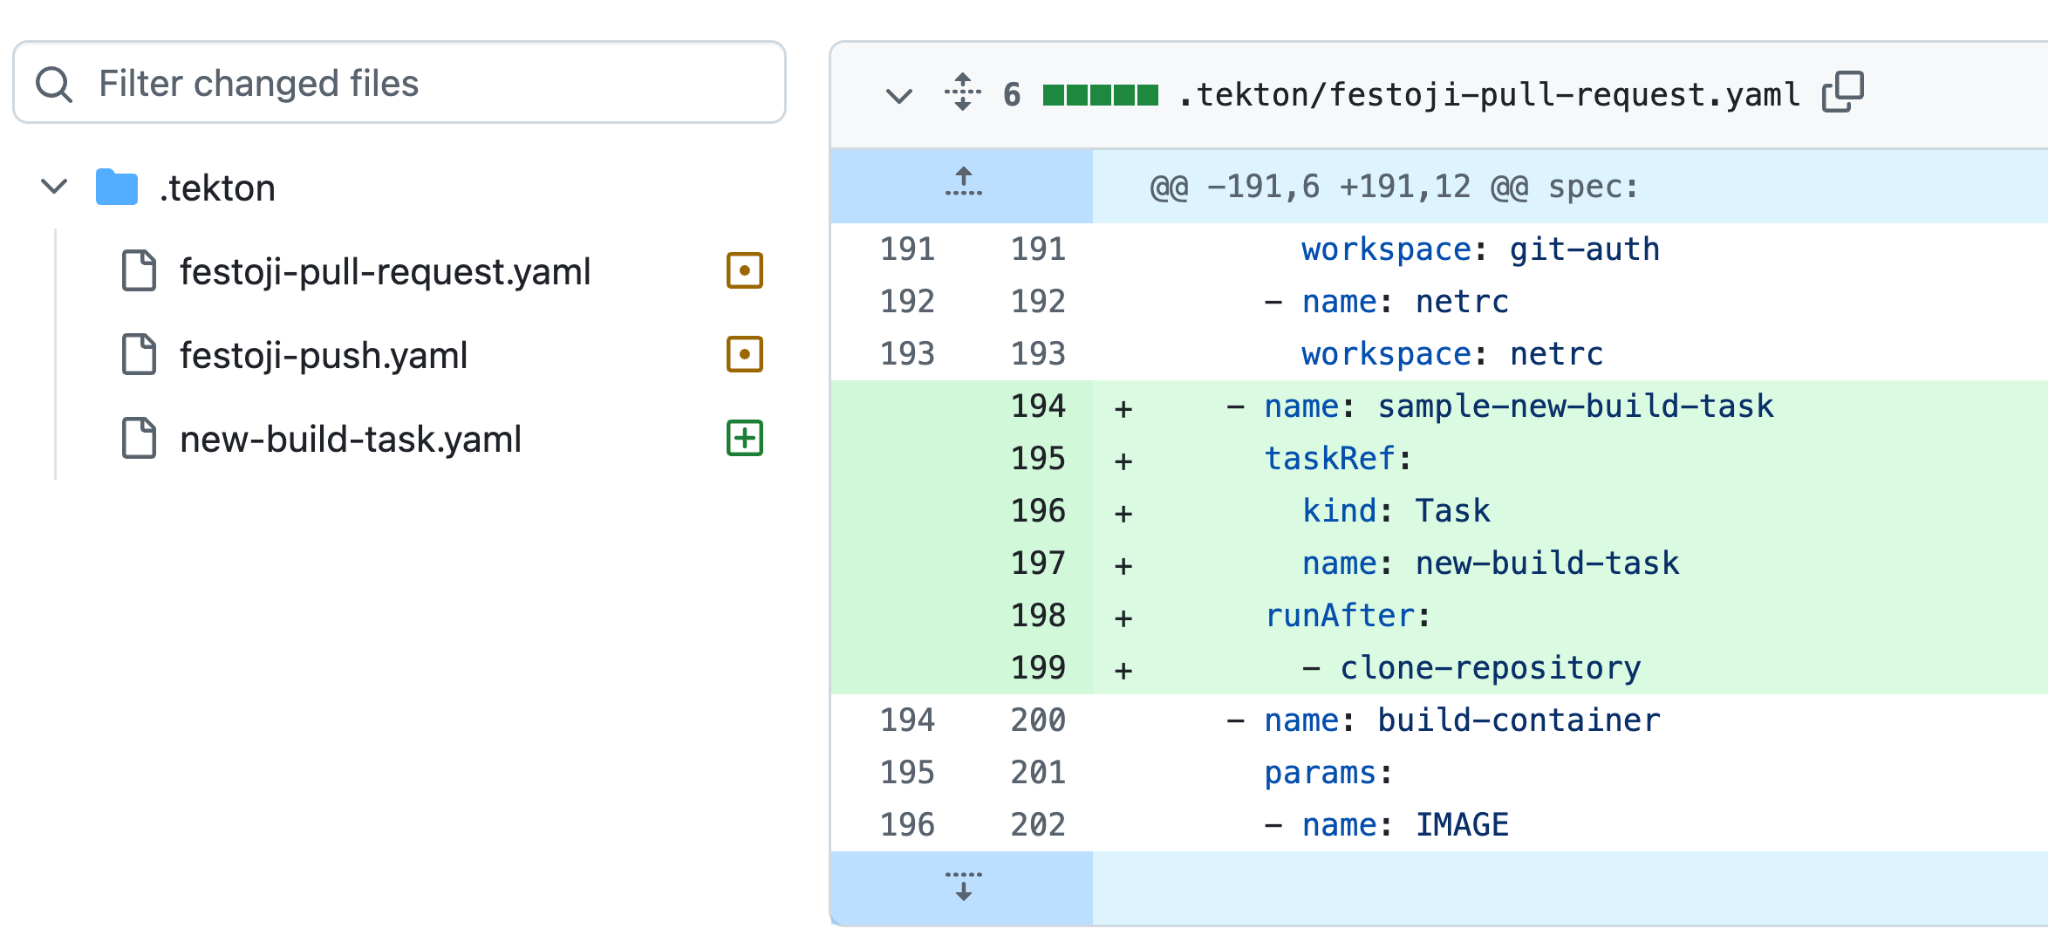 Filter changed files
.tekton
festoji-pull-request.yaml
festoji-push.yaml
new-build-task.yaml
6 .tekton/festoji-pull-request.yaml
@@ -191,6 +191,12 @@ spec:
191 191 workspace: git-auth
192 192 - name: netrc
193 193 workspace: netrc
194 + - name: sample-new-build-task
195 + taskRef:
196 + kind: Task
197 + name: new-build-task
198 + runAfter:
199 + - clone-repository
194 200 - name: build-container
195 201 params:
196 202 - name: IMAGE